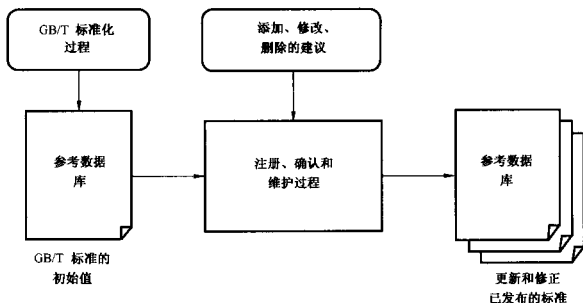 GB/T 标准化
过程
添加、修改、
删除的建议
参考数据
库
注册、确认和
维护过程
参考数据
库
GB/T 标准的
初始值
更新和修正
已发布的标准